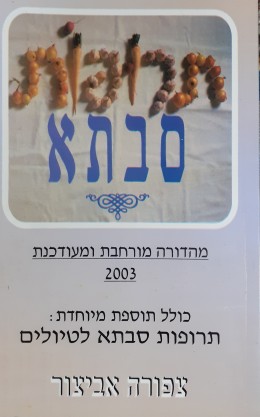 תרופות
סבתא
מהדורה מורחבת ומעודכנת
2003
כולל תוספת מיוחדת:
תרופות סבתא לטיולים
צפורה אביצור